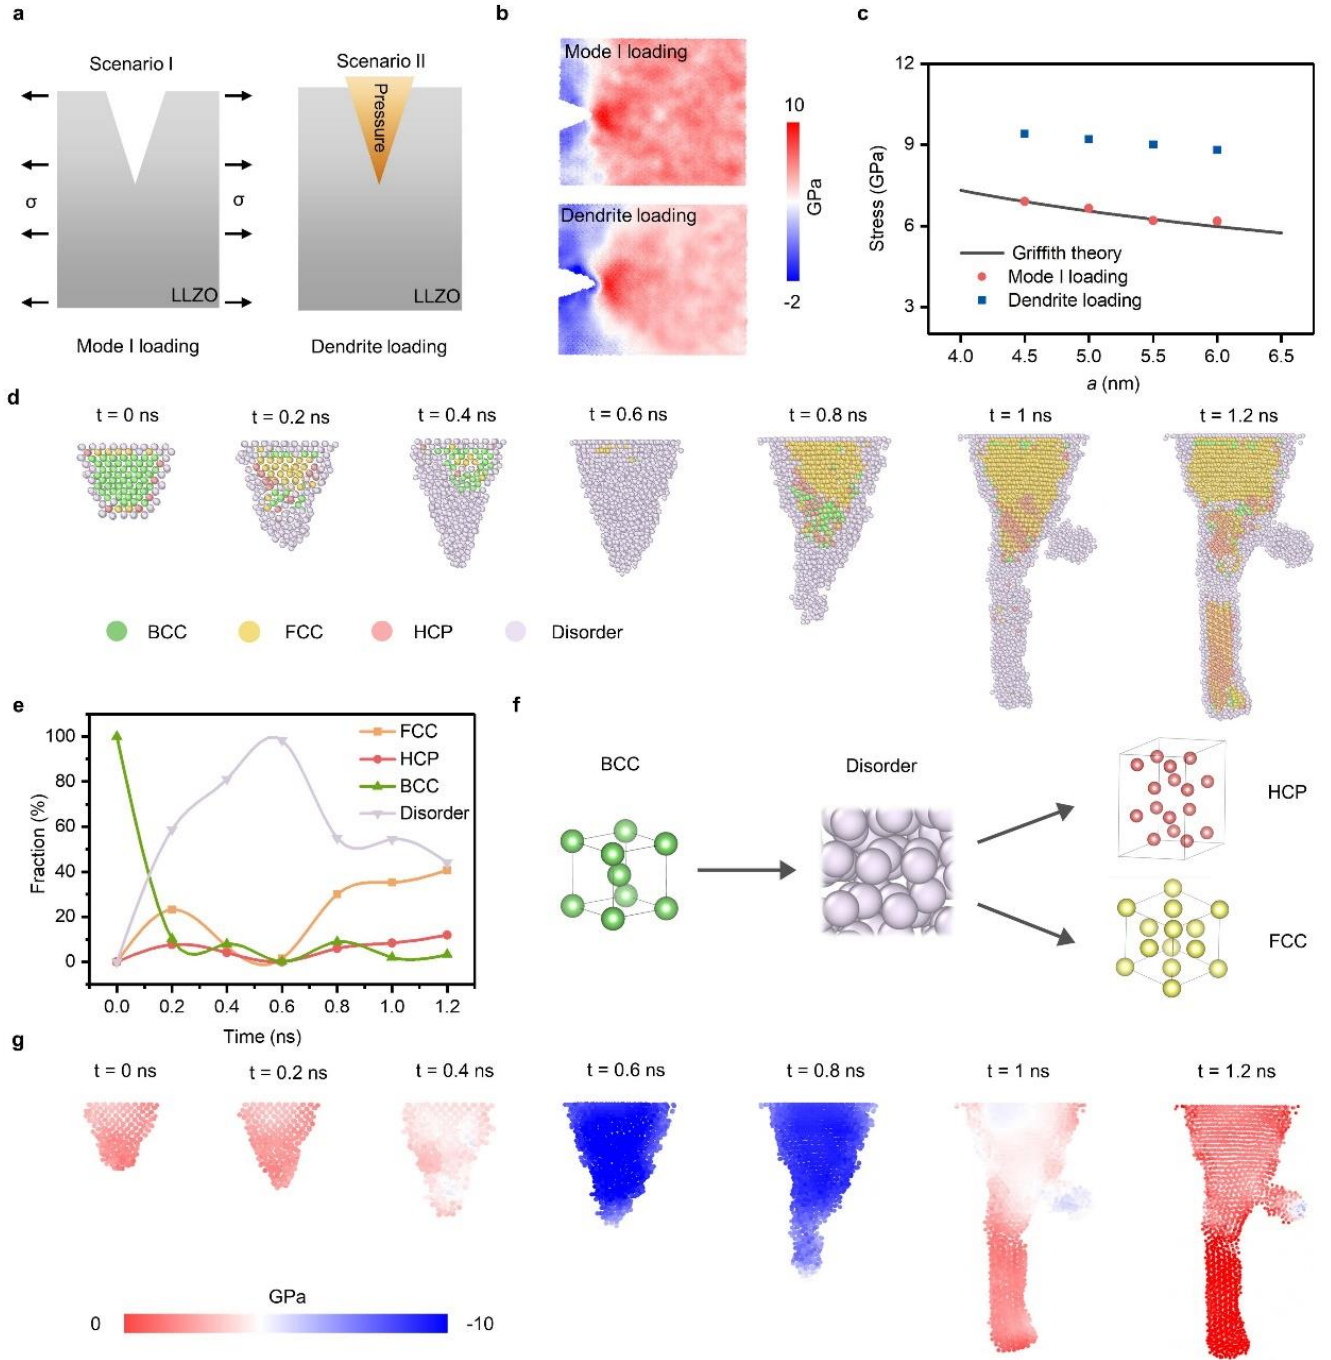 a
Scenario I
Scenario II
Pressure
σ
σ
LLZO
LLZO
Mode I loading
Dendrite loading
b
Mode I loading
Dendrite loading
10
GPa
-2
c
12
9
6
3
Stress (GPa)
Griffith theory
Mode I loading
Dendrite loading
4.0 4.5 5.0 5.5 6.0 6.5
a (nm)
d
t = 0 ns t = 0.2 ns t = 0.4 ns t = 0.6 ns t = 0.8 ns t = 1 ns t = 1.2 ns
BCC FCC HCP Disorder
e
100
80
60
40
20
0
Fraction (%)
FCC
HCP
BCC
Disorder
0.0 0.2 0.4 0.6 0.8 1.0 1.2
Time (ns)
f
BCC
Disorder
HCP
FCC
g
t = 0 ns t = 0.2 ns t = 0.4 ns t = 0.6 ns t = 0.8 ns t = 1 ns t = 1.2 ns
GPa
0 -10